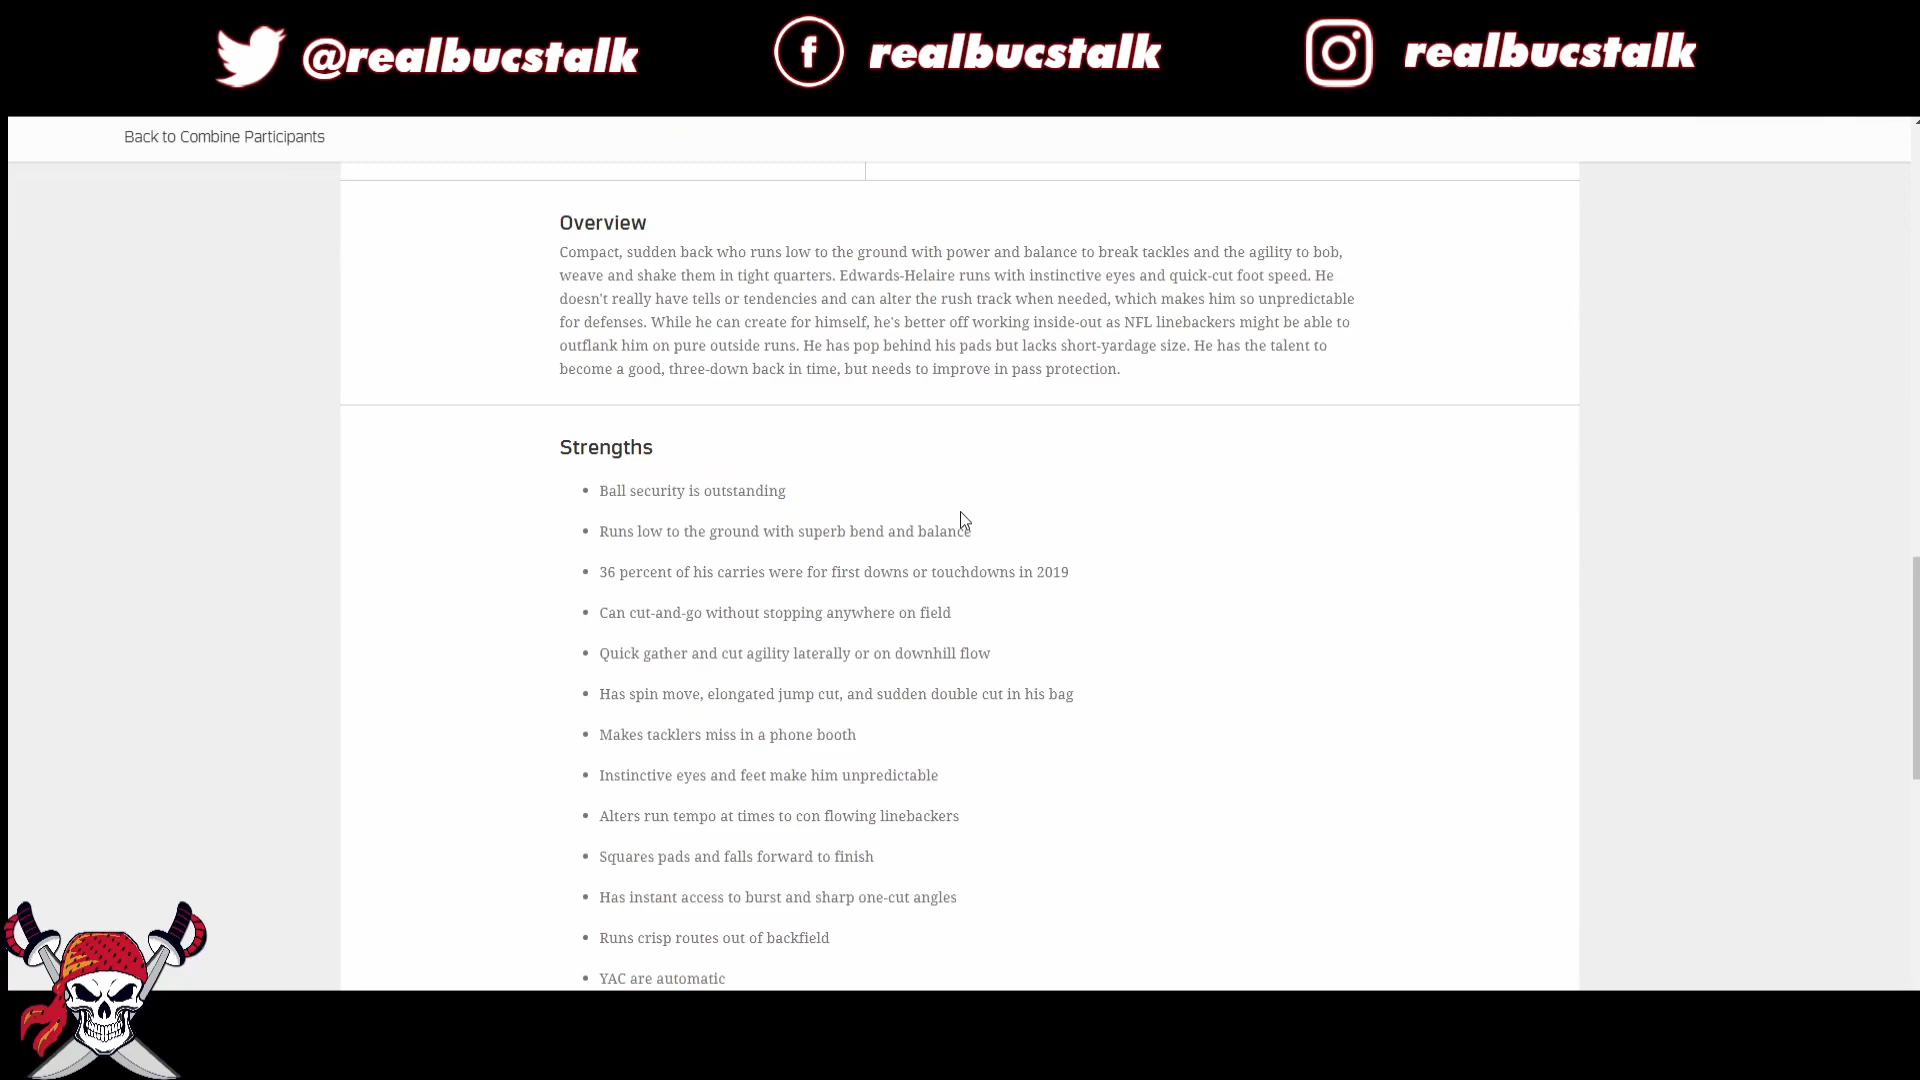 @realbucstalk
f
realbucstalk
realbucstalk
Back to Combine Participants
Overview
Compact, sudden back who runs low to the ground with power and balance to break tackles and the agility to bob,
weave and shake them in tight quarters. Edwards-Helaire runs with instinctive eyes and quick-cut foot speed. He
doesn't really have tells or tendencies and can alter the rush track when needed, which makes him so unpredictable
for defenses. While he can create for himself, he's better off working inside-out as NFL linebackers might be able to
outflank him on pure outside runs. He has pop behind his pads but lacks short-yardage size. He has the talent to
become a good, three-down back in time, but needs to improve in pass protection.
Strengths
• Ball security is outstanding
• Runs low to the ground with superb bend and balance
• 36 percent of his carries were for first downs or touchdowns in 2019
• Can cut-and-go without stopping anywhere on field
• Quick gather and cut agility laterally or on downhill flow
• Has spin move, elongated jump cut, and sudden double cut in his bag
• Makes tacklers miss in a phone booth
• Instinctive eyes and feet make him unpredictable
• Alters run tempo at times to con flowing linebackers
• Squares pads and falls forward to finish
• Has instant access to burst and sharp one-cut angles
• Runs crisp routes out of backfield
• YAC are automatic